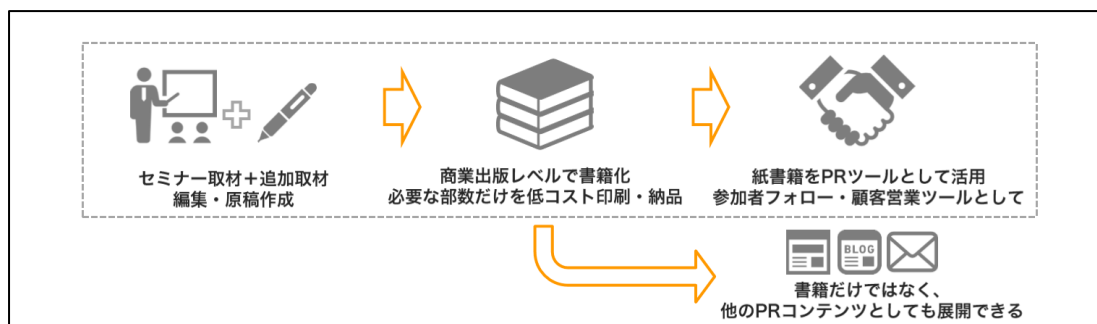 セミナー取材＋追加取材
編集・原稿作成
商業出版レベルで書籍化
必要な部数だけを低コスト印刷・納品
紙書籍をPRツールとして活用
参加者フォロー・顧客営業ツールとして
BLOG
書籍だけではなく、
他のPRコンテンツとしても展開できる